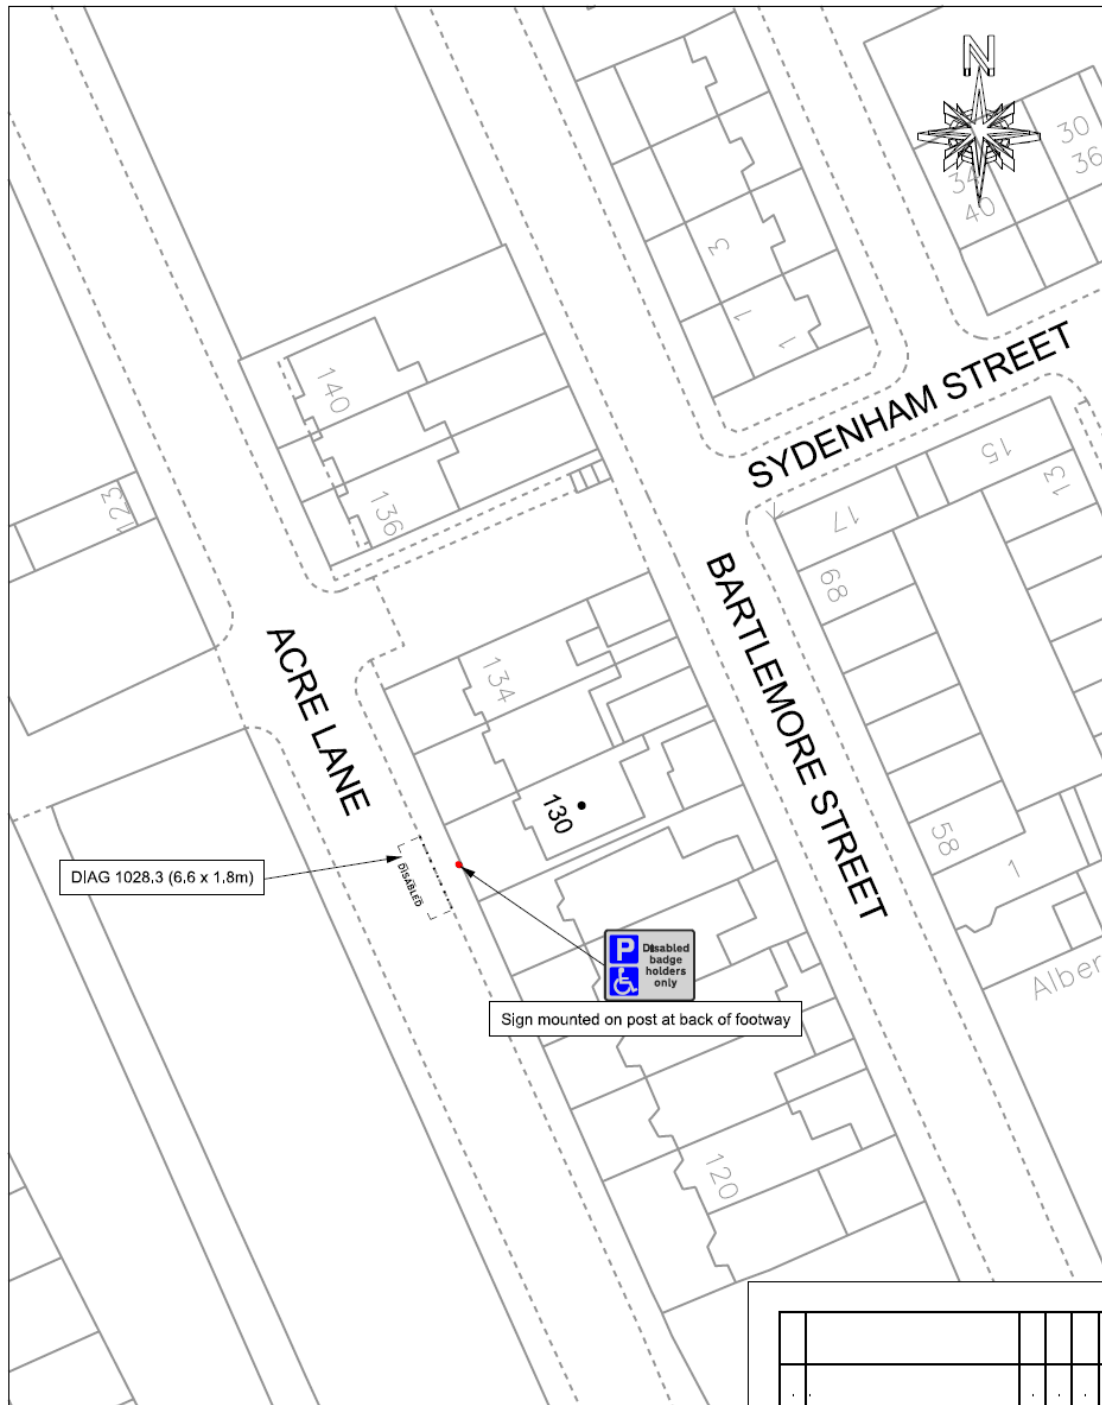 N
30
36
34
40
3
1
1
SYDENHAM STREET
140
136
123
15
13
17
68
BARTLEMORE STREET
ACRE LANE
134
130
58
1
DIAG 1028.3 (6.6 x 1.8m)
DISABLED
P
Disabled
badge
holders
only
Sign mounted on post at back of footway
Alber
120